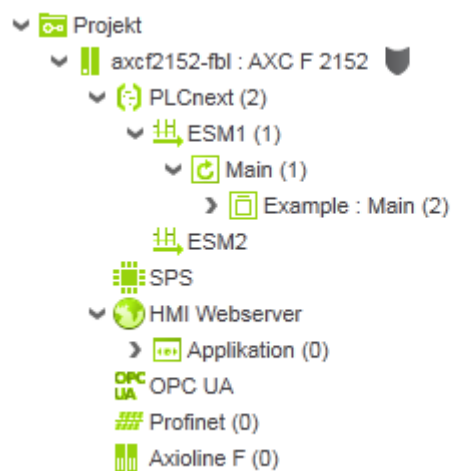 Projekt
axcf2152-fbl : AXC F 2152
PLCnext (2)
ESM1 (1)
Main (1)
Example : Main (2)
ESM2
SPS
HMI Webserver
Applikation (0)
OPC UA OPC UA
Profinet (0)
Axioline F (0)